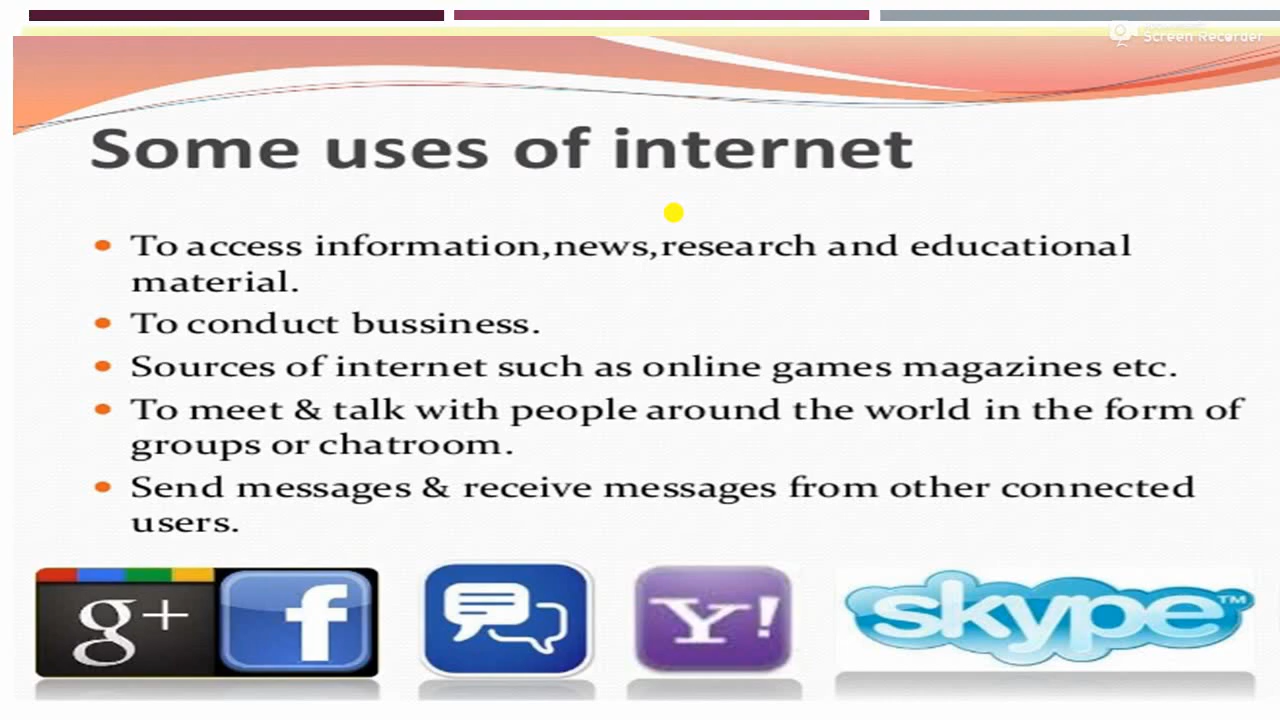 Screen Recorder
Some uses of internet
To access information,news,research and educational
material.
To conduct bussiness.
Sources of internet such as online games magazines etc.
To meet & talk with people around the world in the form of
groups or chatroom.
Send messages & receive messages from other connected
users.
g+ f Y! skype™